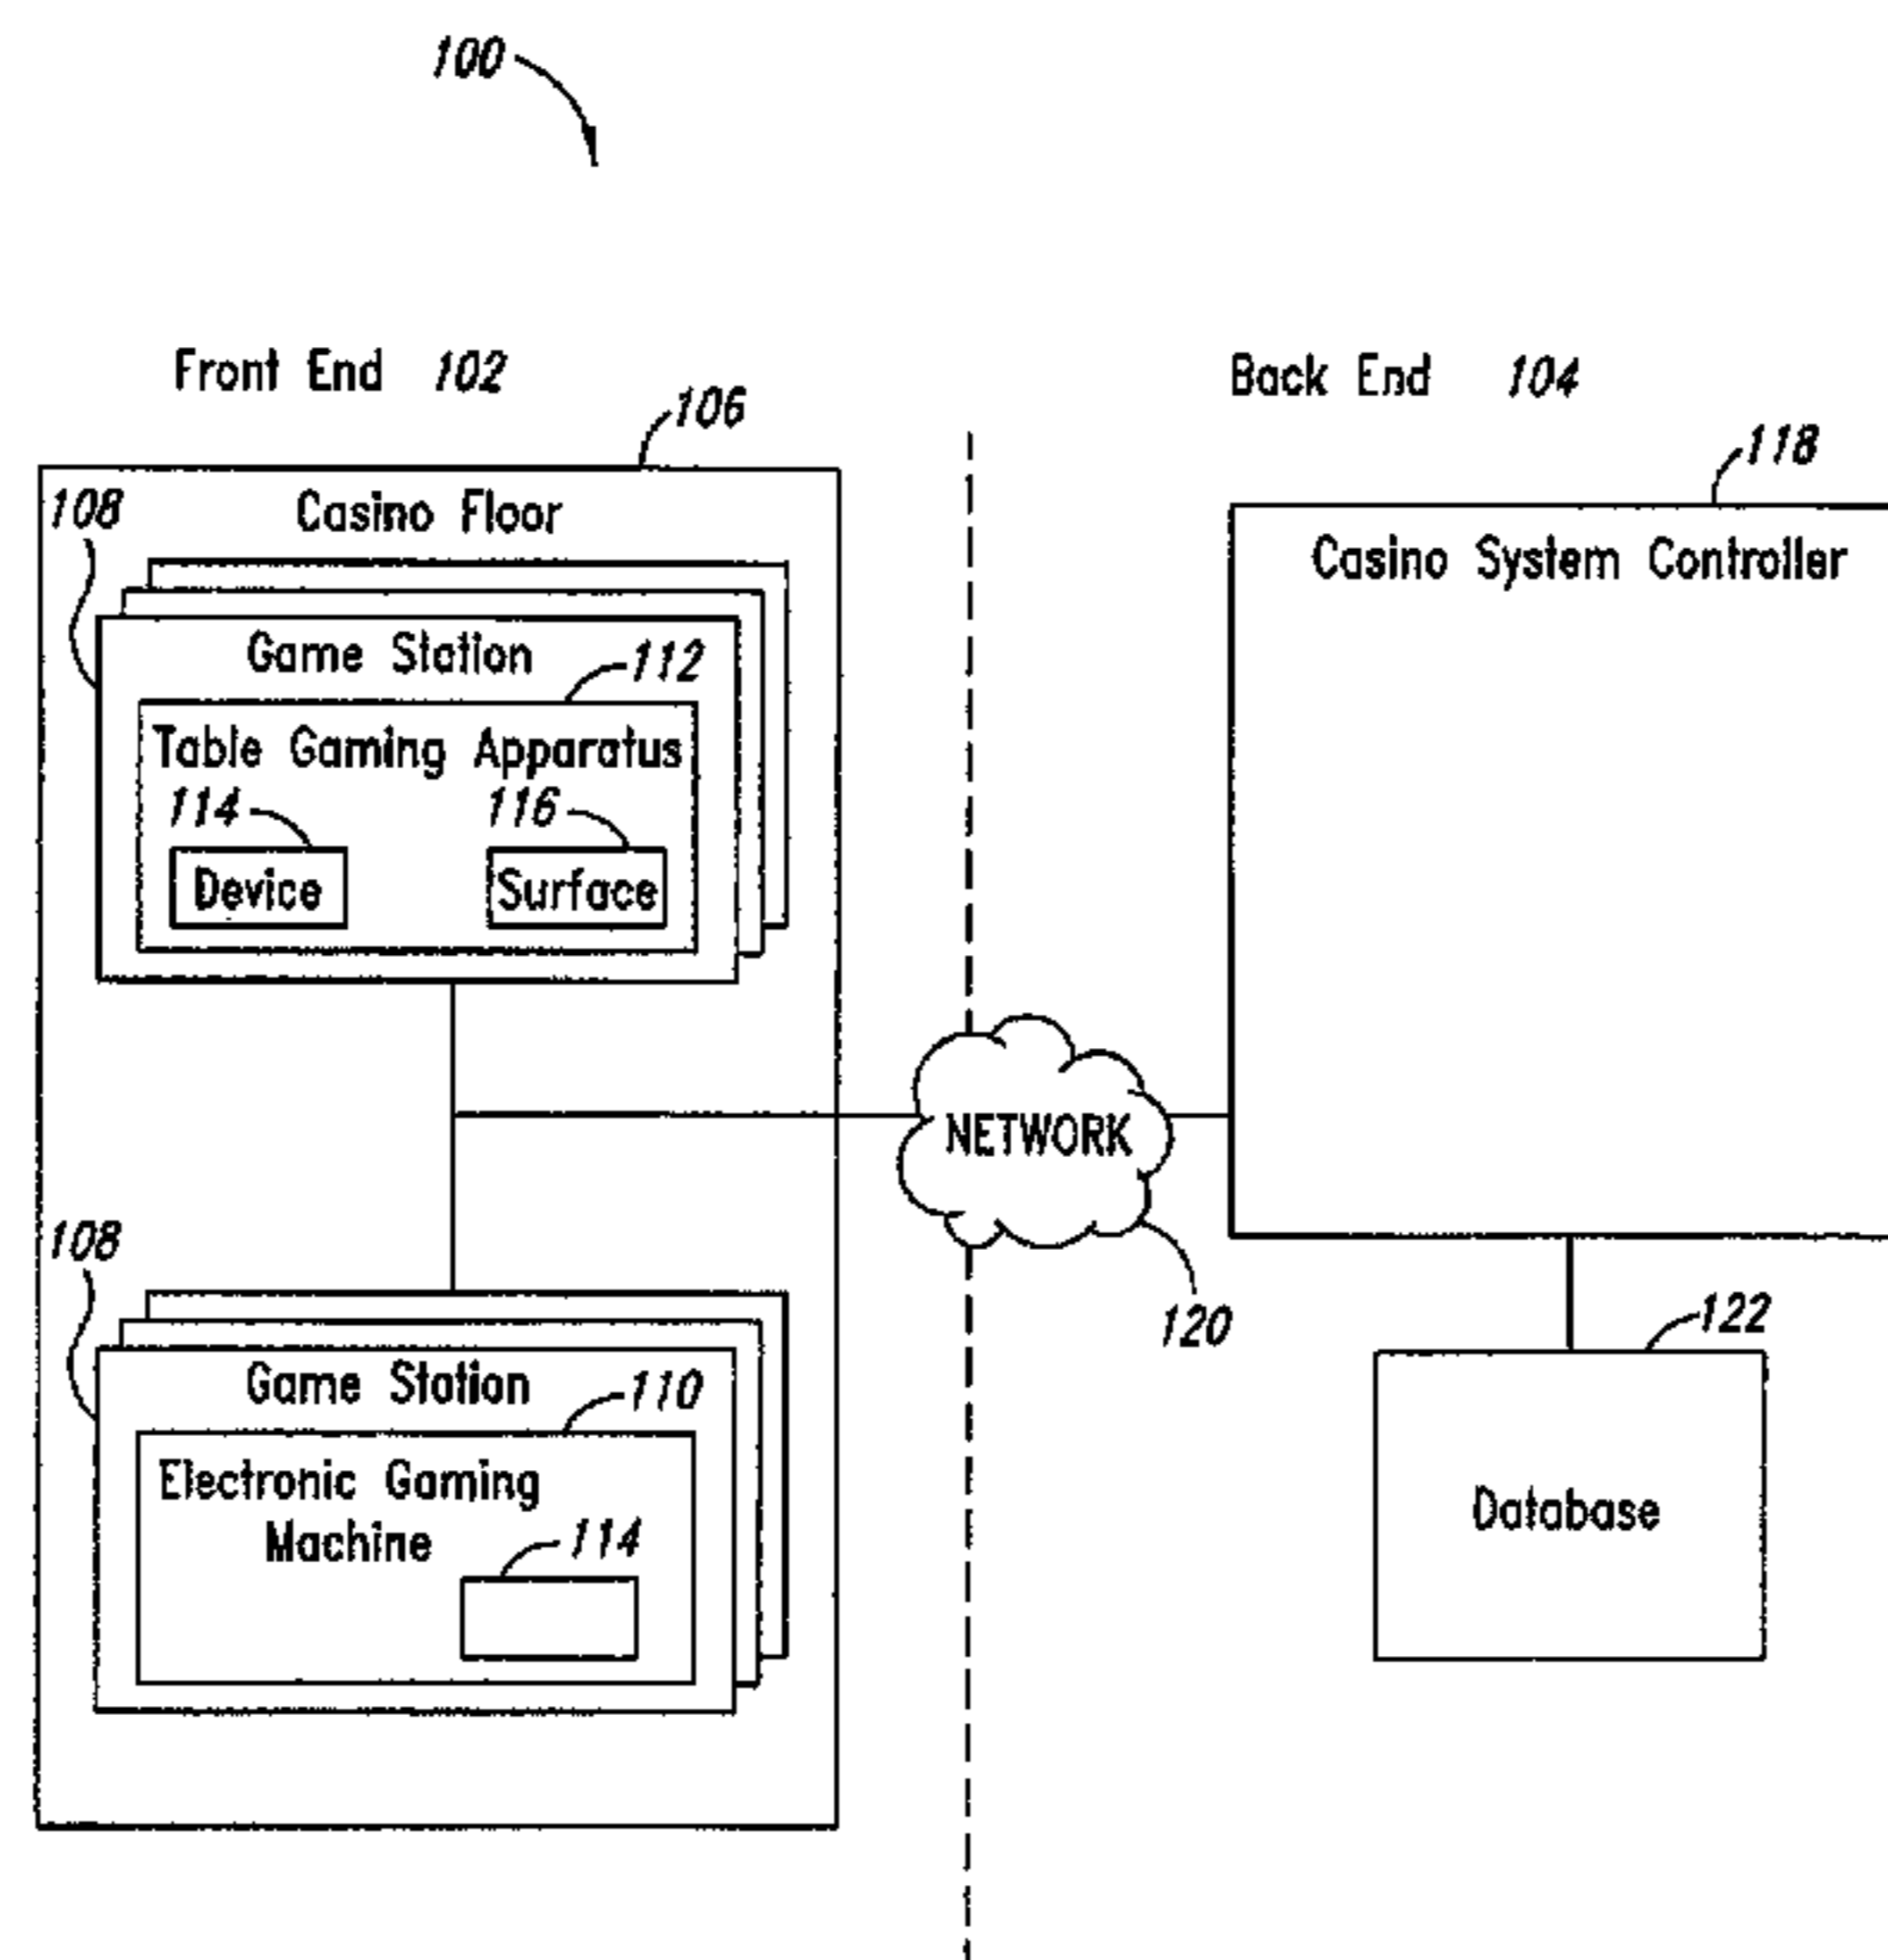 100
Front End 102
106
108
Casino Floor
Game Station
112
Table Gaming Apparatus
114
116
Device
Surface
108
Game Station
110
Electronic Gaming
Machine
114
NETWORK
120
Back End 104
118
Casino System Controller
122
Database